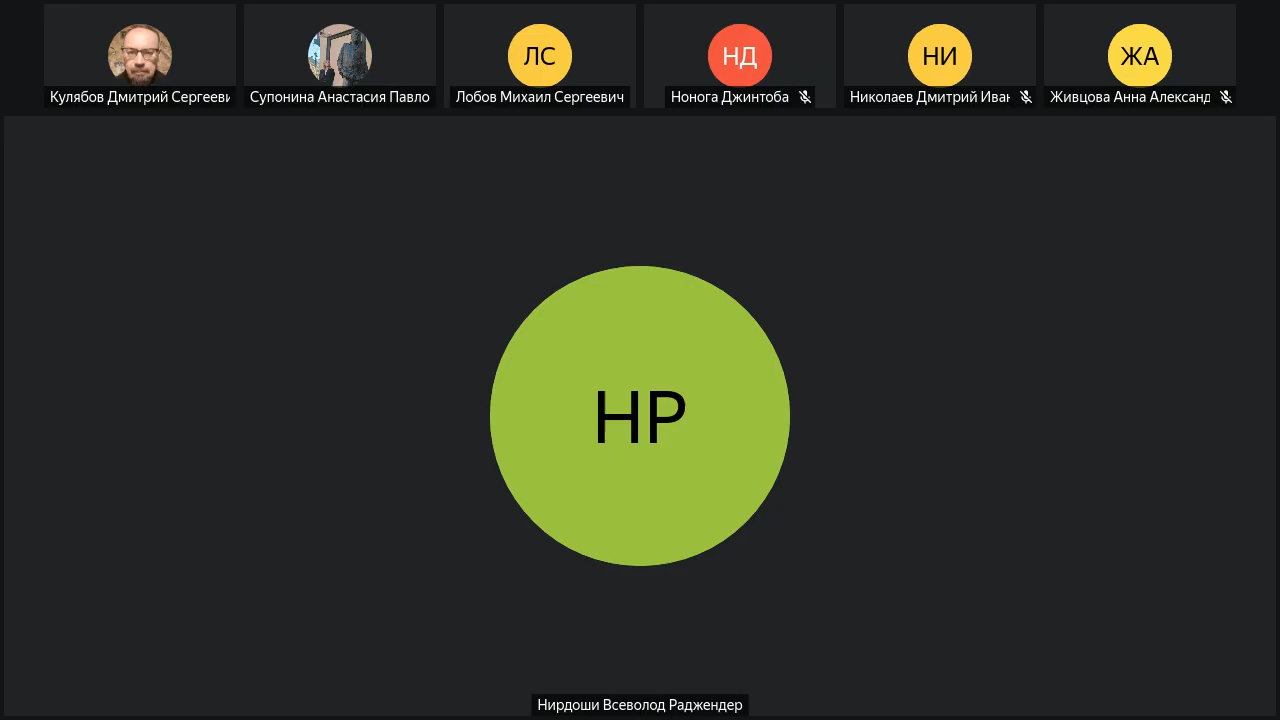 ЛС
НД
НИ
ЖА
Кулябов Дмитрий Сергееви
Супонина Анастасия Павло
Лобов Михаил Сергеевич
Нонога Джинтоба
Николаев Дмитрий Иван
Живцова Анна Александ
НР
Нирдоши Всеволод Раджендер